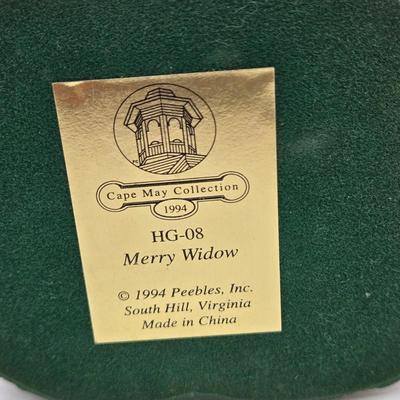 Cape May Collection
1994
HG-08
Merry Widow
© 1994 Peebles, Inc.
South Hill, Virginia
Made in China